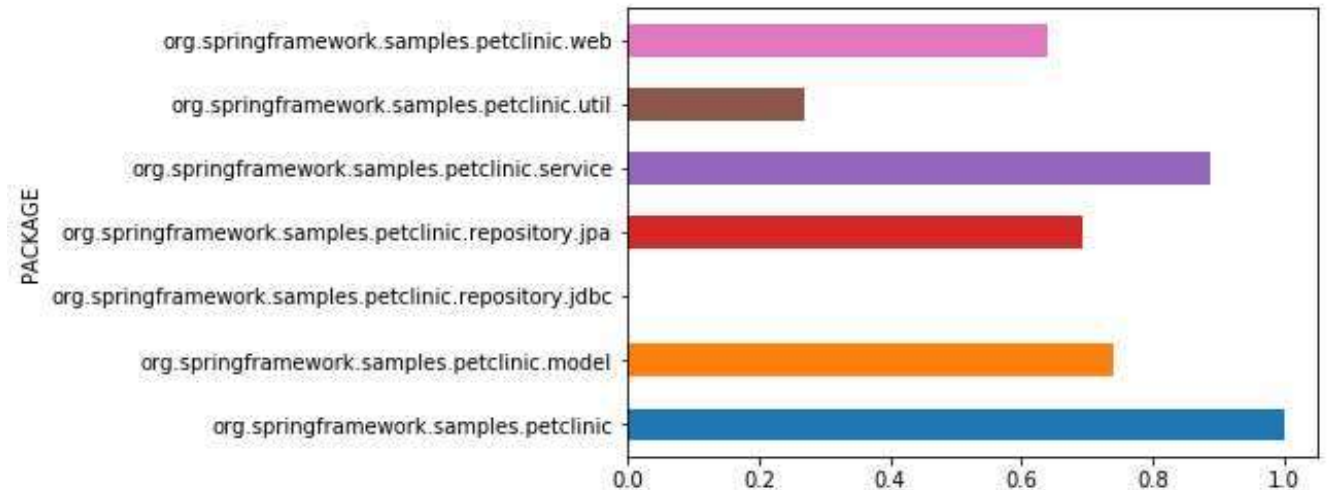 org.springframework.samples.petclinic.web
org.springframework.samples.petclinic.util
org.springframework.samples.petclinic.service
org.springframework.samples.petclinic.repository.jpa
org.springframework.samples.petclinic.repository.jdbc
org.springframework.samples.petclinic.model
org.springframework.samples.petclinic
PACKAGE
0.0 0.2 0.4 0.6 0.8 1.0